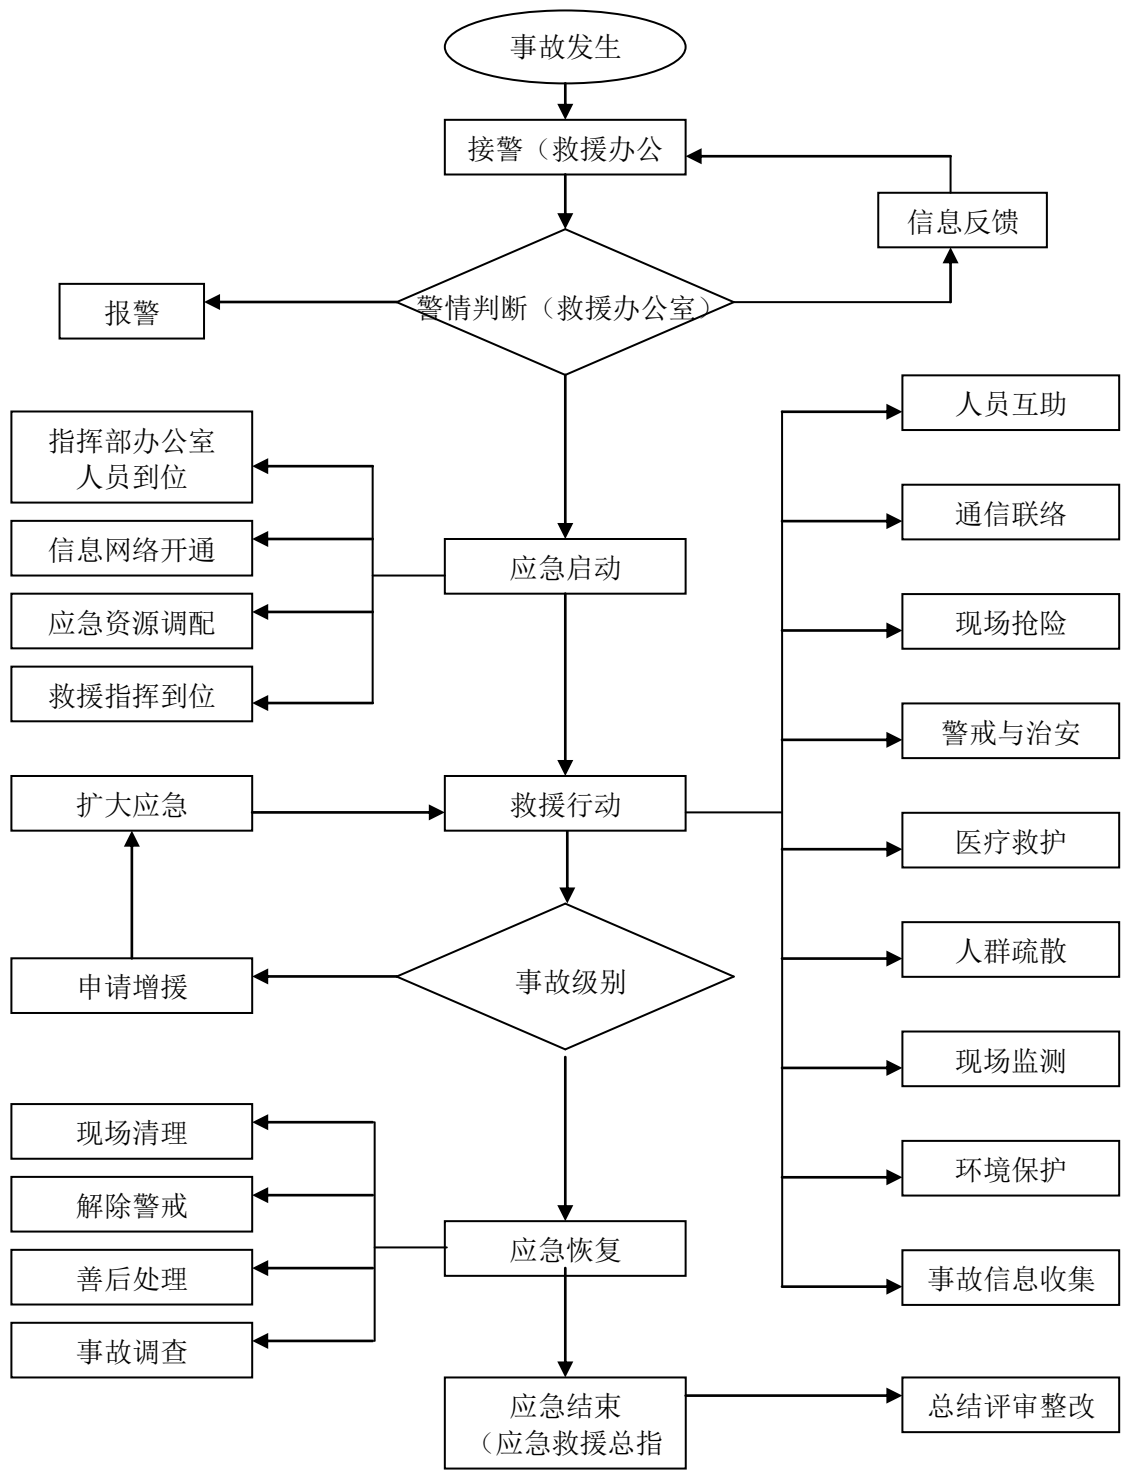 事故发生
接警（救援办公
信息反馈
报警
警情判断（救援办公室）
人员互助
指挥部办公室
人员到位
通信联络
信息网络开通
应急启动
应急资源调配
现场抢险
救援指挥到位
警戒与治安
扩大应急
救援行动
医疗救护
人群疏散
申请增援
事故级别
现场监测
现场清理
环境保护
解除警戒
应急恢复
善后处理
事故信息收集
事故调查
应急结束
（应急救援总指
总结评审整改